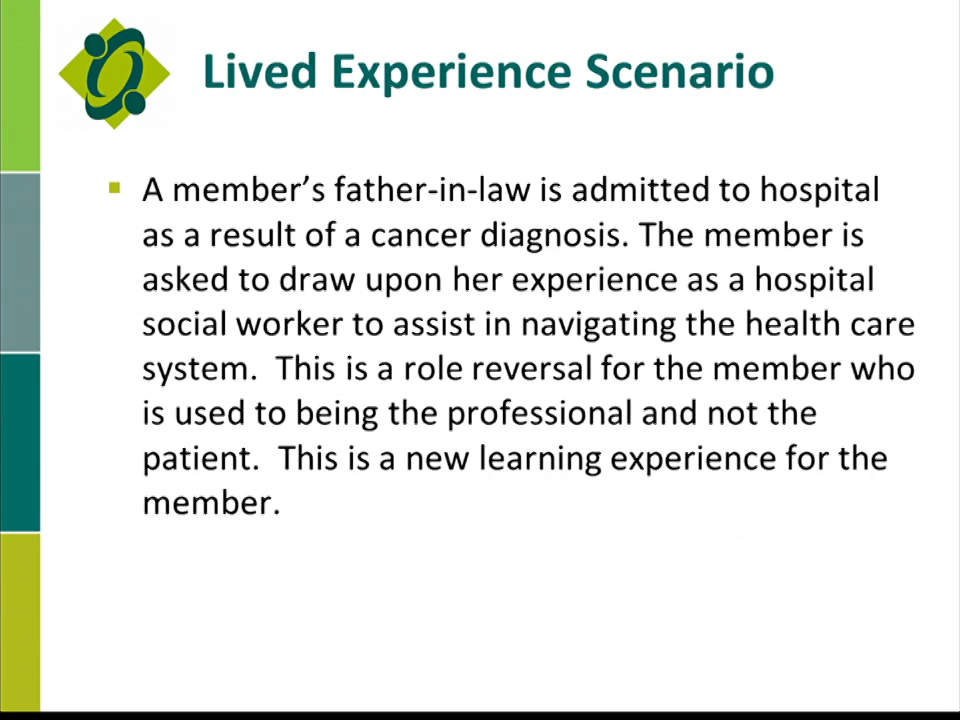 Lived Experience Scenario
A member’s father-in-law is admitted to hospital
as a result of a cancer diagnosis. The member is
asked to draw upon her experience as a hospital
social worker to assist in navigating the health care
system.  This is a role reversal for the member who
is used to being the professional and not the
patient.  This is a new learning experience for the
member.